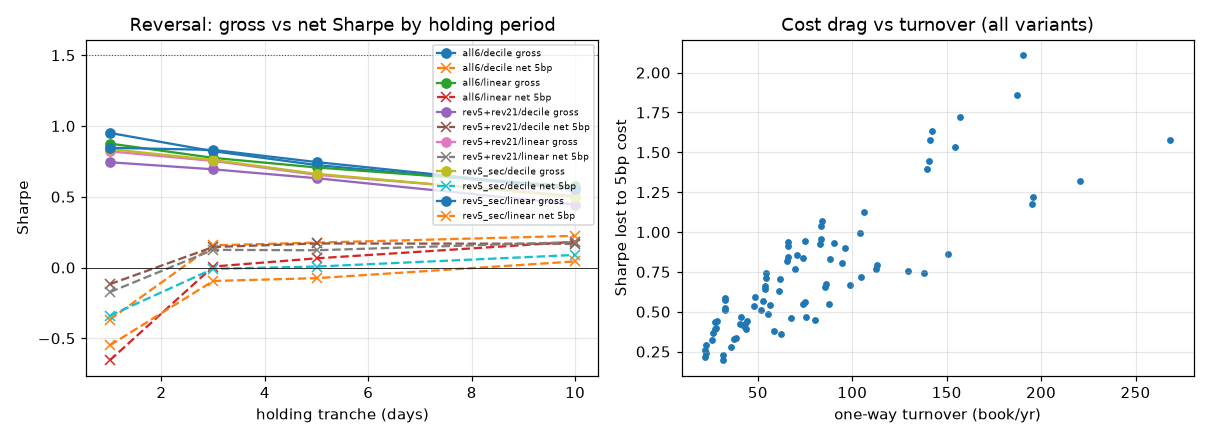 Reversal: gross vs net Sharpe by holding period
Sharpe
1.5
1.0
0.5
0.0
−0.5
2
4
6
8
10
holding tranche (days)
all6/decile gross
all6/decile net 5bp
all6/linear gross
all6/linear net 5bp
rev5+rev21/decile gross
rev5+rev21/decile net 5bp
rev5+rev21/linear gross
rev5+rev21/linear net 5bp
rev5_sec/decile gross
rev5_sec/decile net 5bp
rev5_sec/linear gross
rev5_sec/linear net 5bp
Cost drag vs turnover (all variants)
Sharpe lost to 5bp cost
2.00
1.75
1.50
1.25
1.00
0.75
0.50
0.25
50
100
150
200
250
one-way turnover (book/yr)